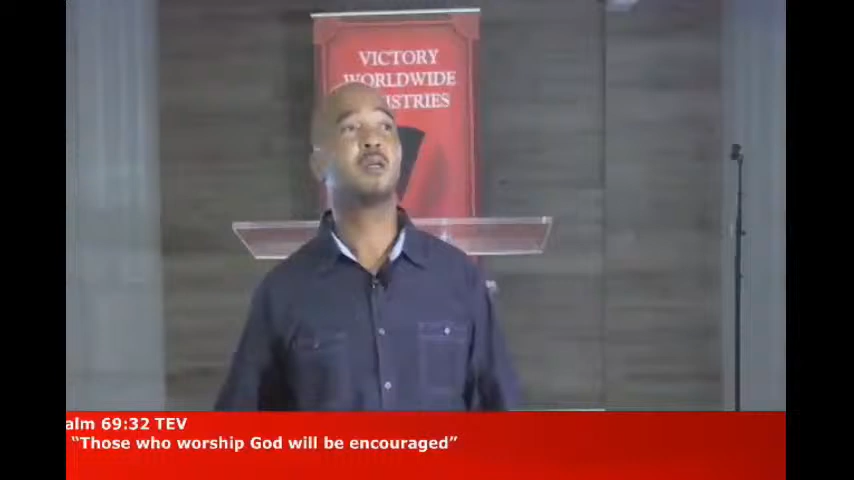 VICTORY
WORLDWIDE
ISTRIES
alm 69:32 TEV
“Those who worship God will be encouraged”